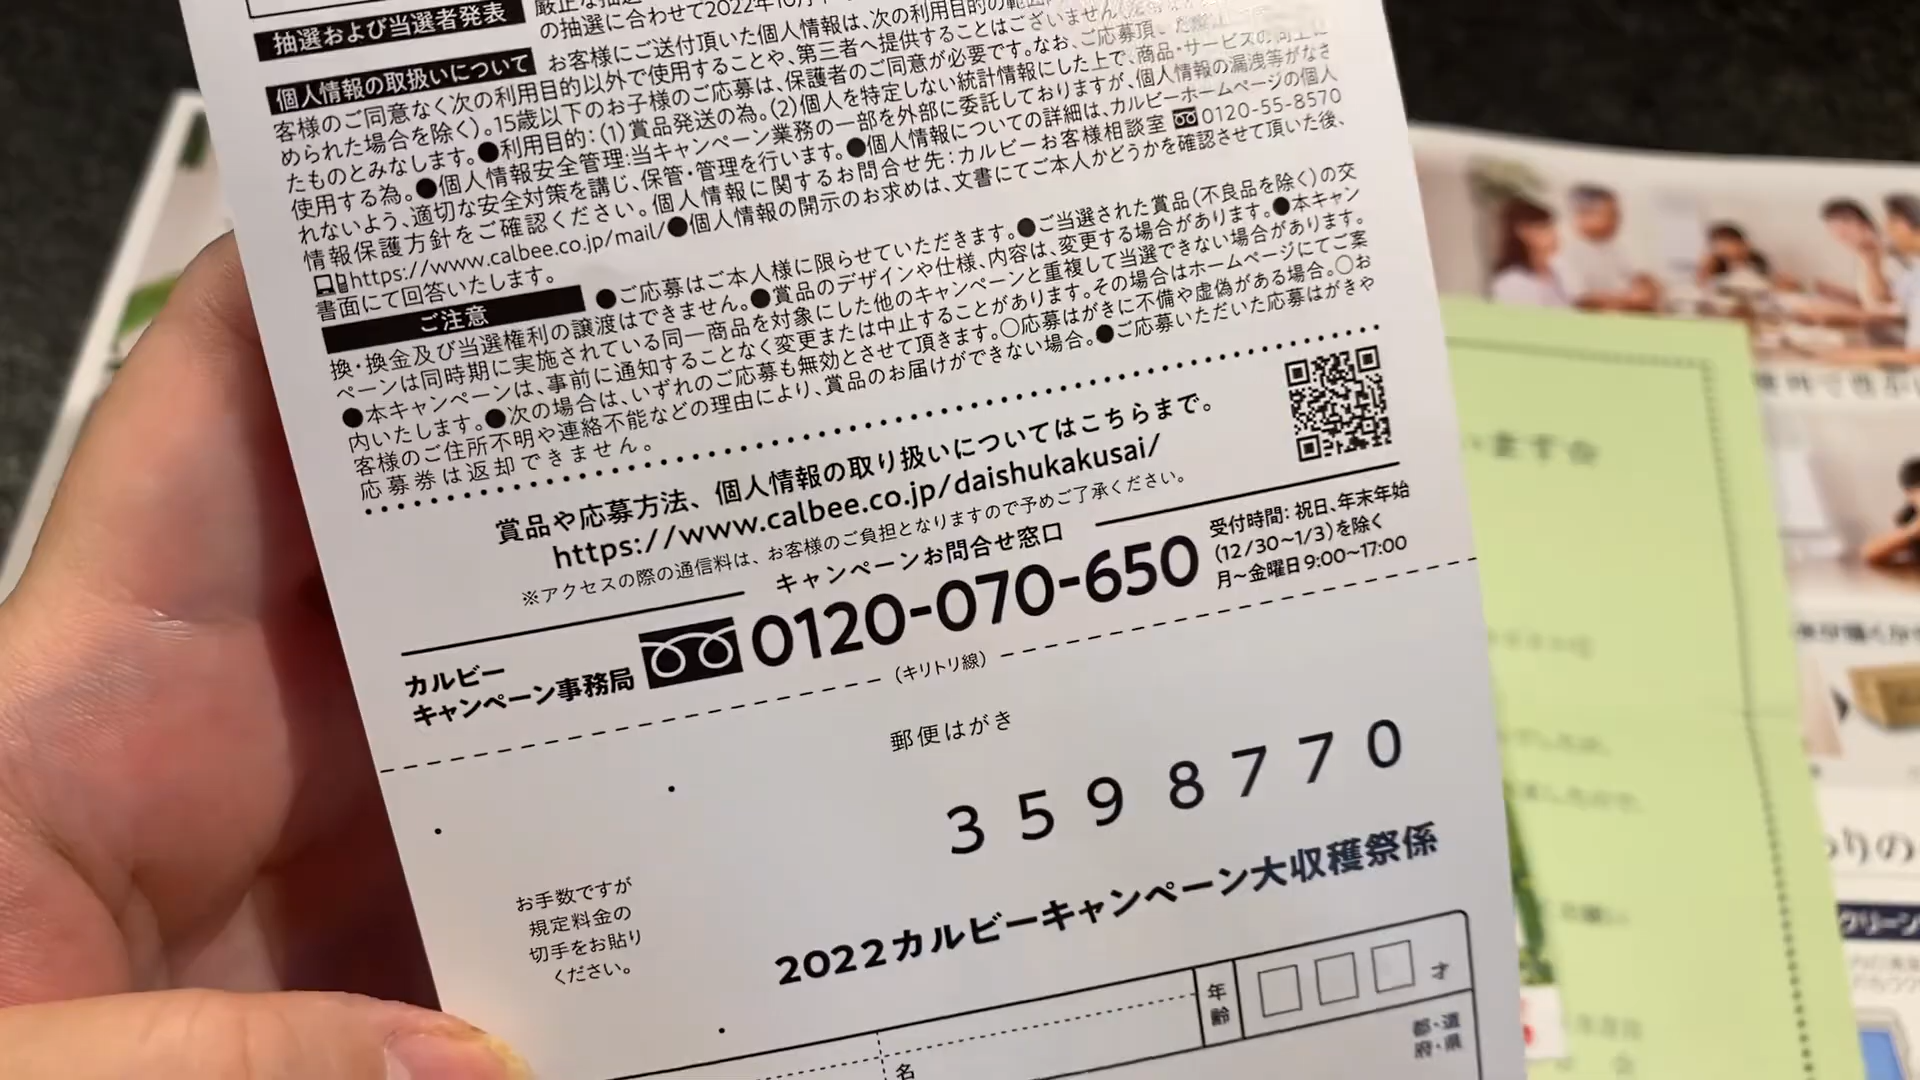 抽選および当選者発表
の抽選に合わせて2022年10月
個人情報の取扱いについて
お客様にご送付頂いた個人情報は、次の利用目的の範囲
客様のご同意なく次の利用目的以外で使用することや、第三者へ提供することはございません
められた場合を除く)。15歳以下のお子様のご応募は、保護者のご同意が必要です。なお、ご応募頂
たものとみなします。●利用目的:(1)賞品発送の為。(2)個人を特定しない統計情報にした上で、商品・サービスの向上に
使用する為。●個人情報安全管理:当キャンペーン業務の一部を外部に委託しておりますが、個人情報の漏洩等がなさ
れないよう、適切な安全対策を講じ、保管・管理を行います。●個人情報についての詳細は、カルビーホームページの個人
情報保護方針をご確認ください。個人情報に関するお問合せ先:カルビーお客様相談室 0120-55-8570
https://www.calbee.co.jp/mail/●個人情報の開示のお求めは、文書にてご本人かどうかを確認させて頂いた後、
書面にて回答いたします。
ご注意
●ご応募はご本人様に限らせていただきます。●ご当選された賞品(不良品を除く)の交
換・換金及び当選権利の譲渡はできません。●賞品のデザインや仕様、内容は、変更する場合があります。●本キャン
ペーンは同時期に実施されている同一商品を対象にした他のキャンペーンと重複して当選できない場合があります。
●本キャンペーンは、事前に通知することなく変更または中止することがあります。その場合はホームページにてご案
内いたします。●次の場合は、いずれのご応募も無効とさせて頂きます。○応募はがきに不備や虚偽がある場合。○お
客様のご住所不明や連絡不能などの理由により、賞品のお届けができない場合。●ご応募いただいた応募はがきや
応募券は返却できません。
賞品や応募方法、個人情報の取り扱いについてはこちらまで。
https://www.calbee.co.jp/daishukakusai/
※アクセスの際の通信料は、お客様のご負担となりますので予めご了承ください。
キャンペーンお問合せ窓口
カルビー
キャンペーン事務局
0120-070-650
受付時間:祝日、年末年始
(12/30~1/3)を除く
月~金曜日9:00~17:00
(キリトリ線)
郵便はがき
3598770
お手数ですが
規定料金の
切手をお貼り
ください。
2022カルビーキャンペーン大収穫祭係
年齢
才
名
都・道
府・県
クリーン